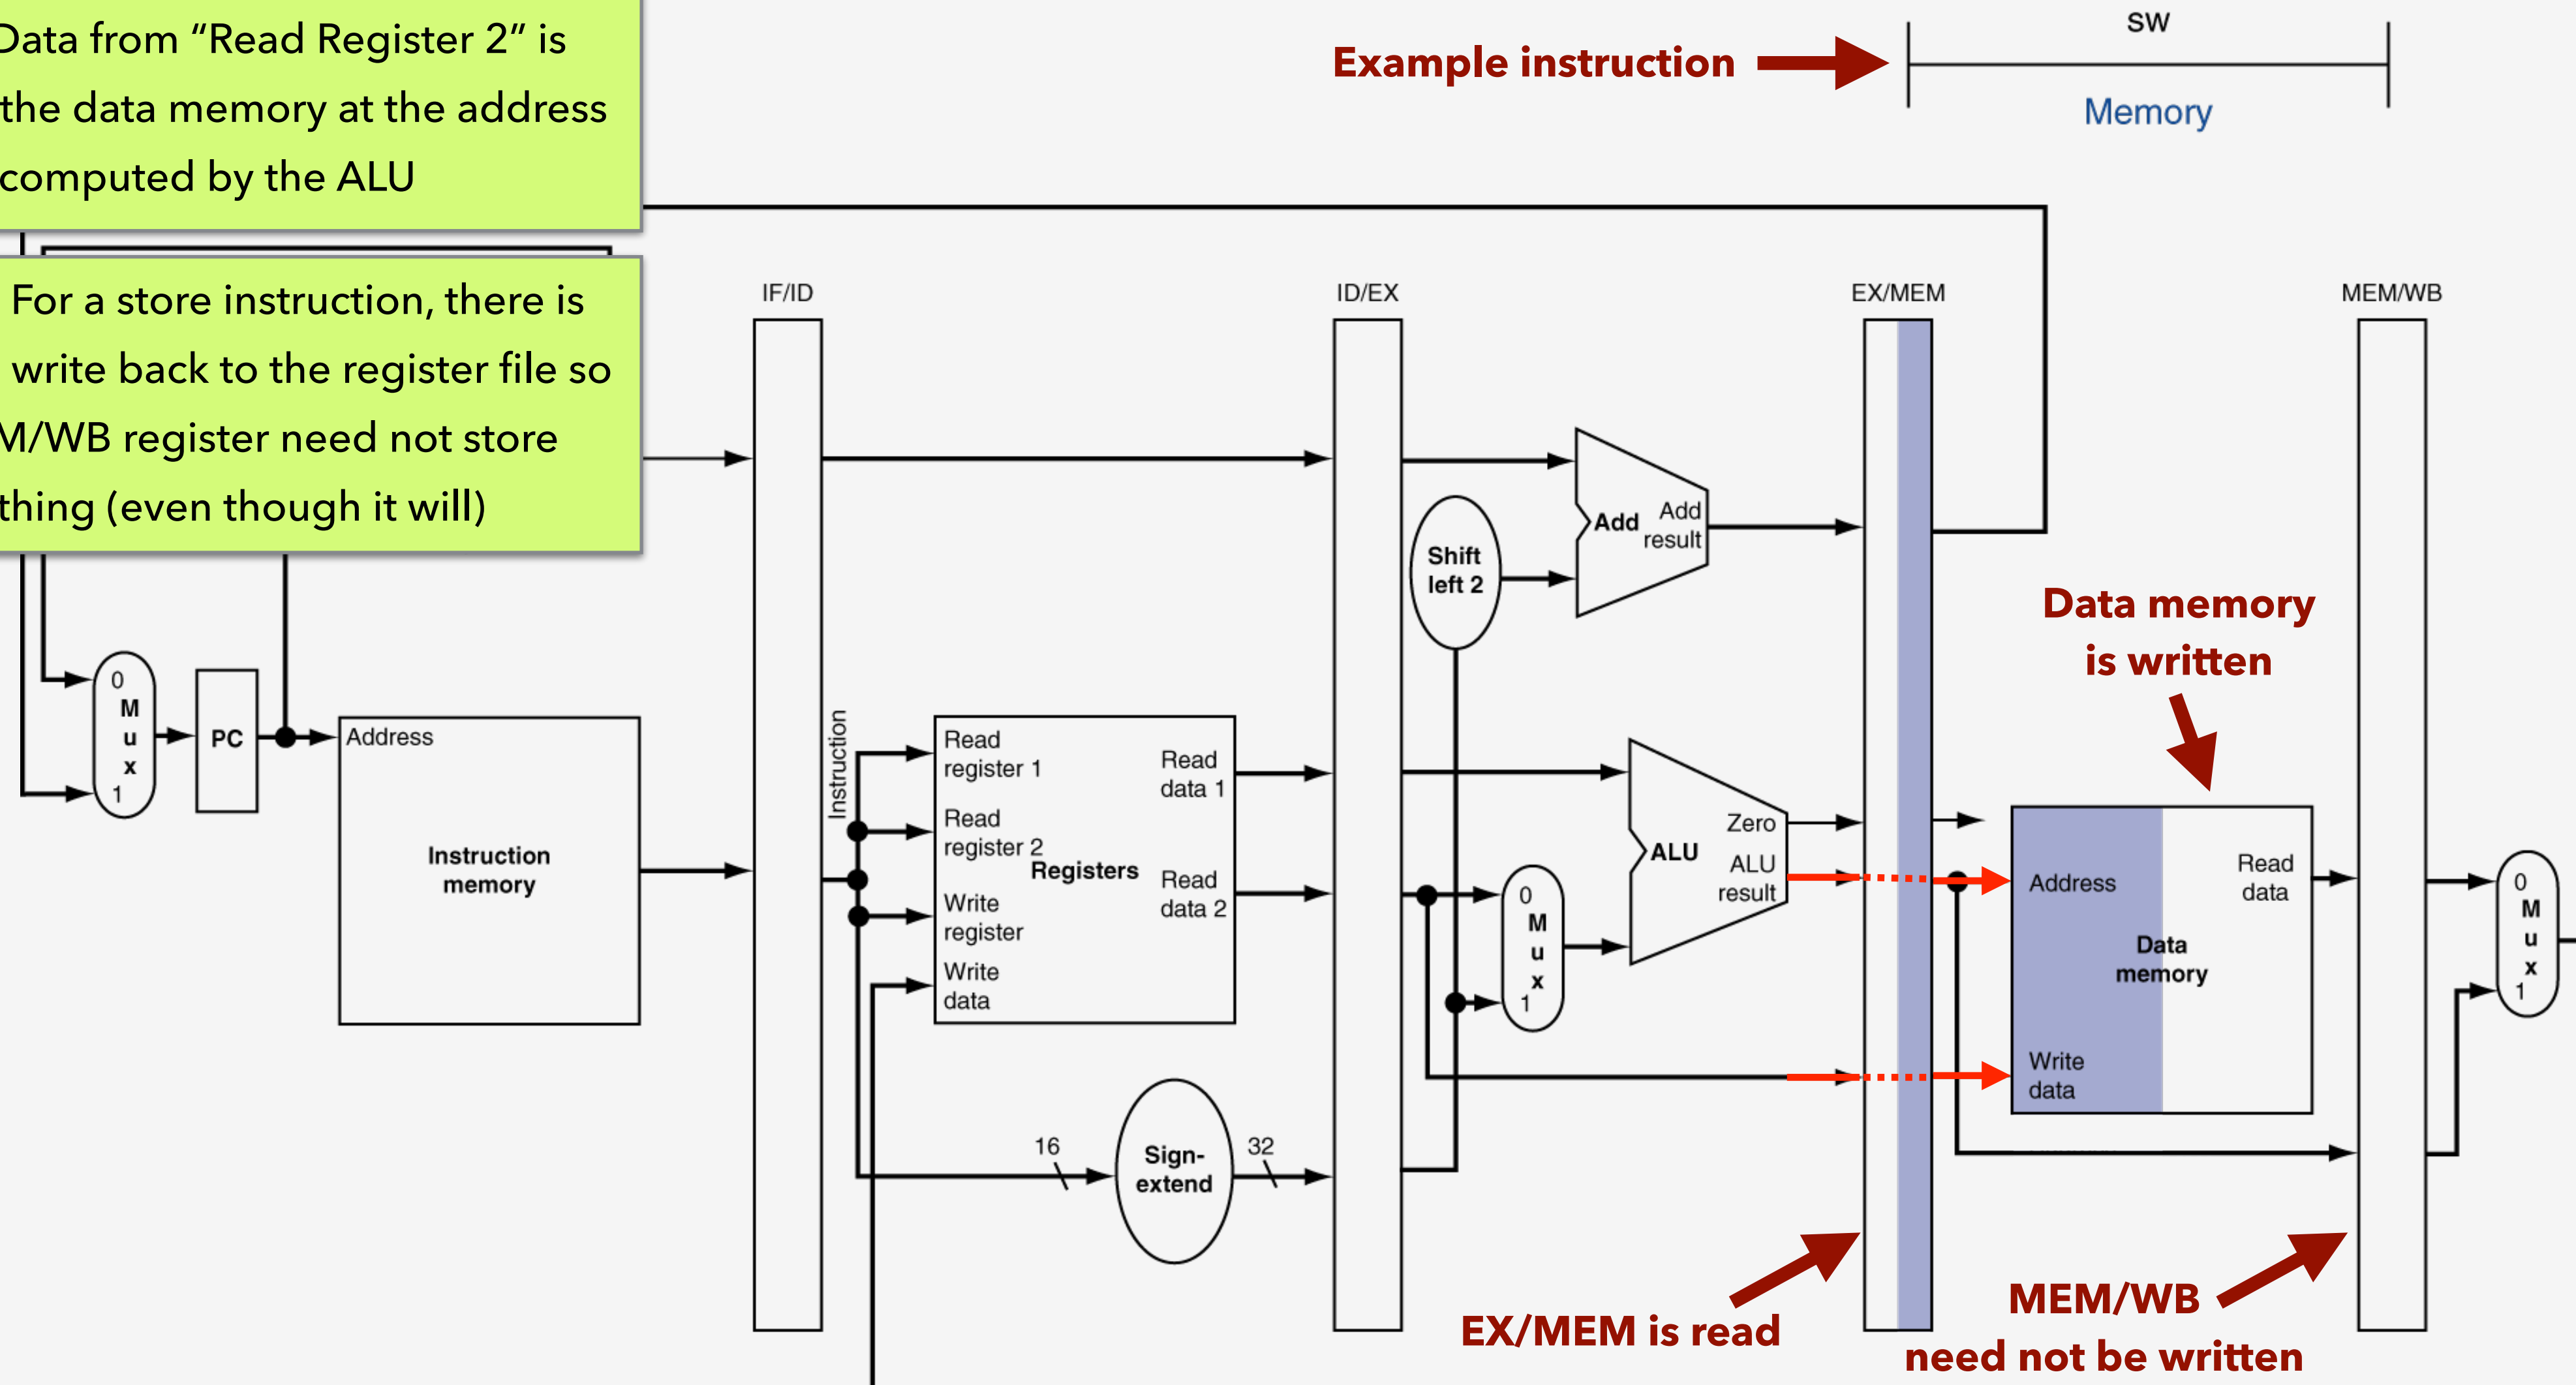 Data from “Read Register 2” is
the data memory at the address
computed by the ALU
Example instruction
SW
Memory
For a store instruction, there is
write back to the register file so
M/WB register need not store
thing (even though it will)
IF/ID
ID/EX
EX/MEM
MEM/WB
Add
Add
result
Shift
left 2
Data memory
is written
0
M
u
x
1
PC
Address
Instruction
memory
Instruction
Read
register 1
Read
register 2
Registers
Write
register
Write
data
Read
data 1
Read
data 2
0
M
u
x
1
Zero
ALU
ALU
result
Address
Read
data
Data
memory
Write
data
0
M
u
x
1
16
Sign-
extend
32
EX/MEM is read
MEM/WB
need not be written